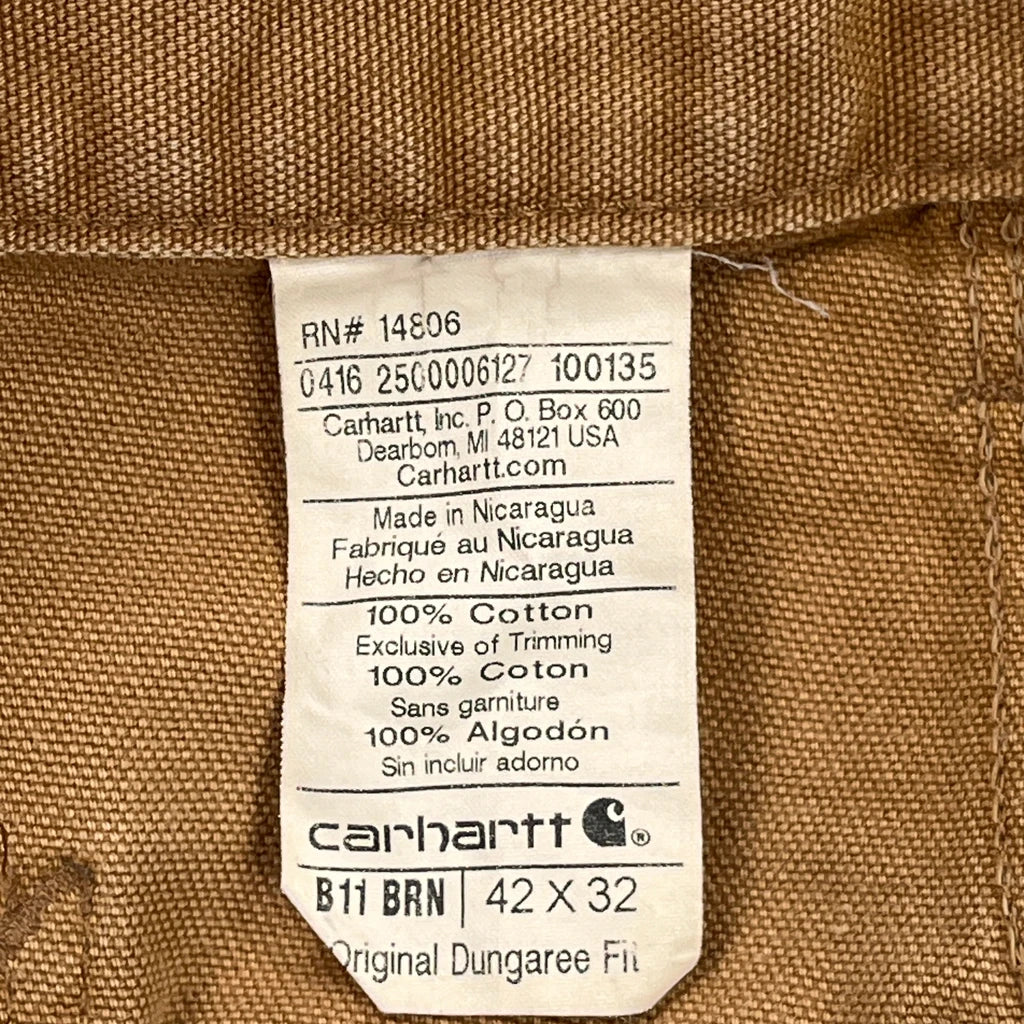 RN# 14806
0416 2500006127 100135
Carhartt, Inc. P. O. Box 600
Dearborn, MI 48121 USA
Carhartt.com
Made in Nicaragua
Fabriqué au Nicaragua
Hecho en Nicaragua
100% Cotton
Exclusive of Trimming
100% Coton
Sans garniture
100% Algodón
Sin incluir adorno
carhartt ®
B11 BRN | 42 X 32
Original Dungaree Fit